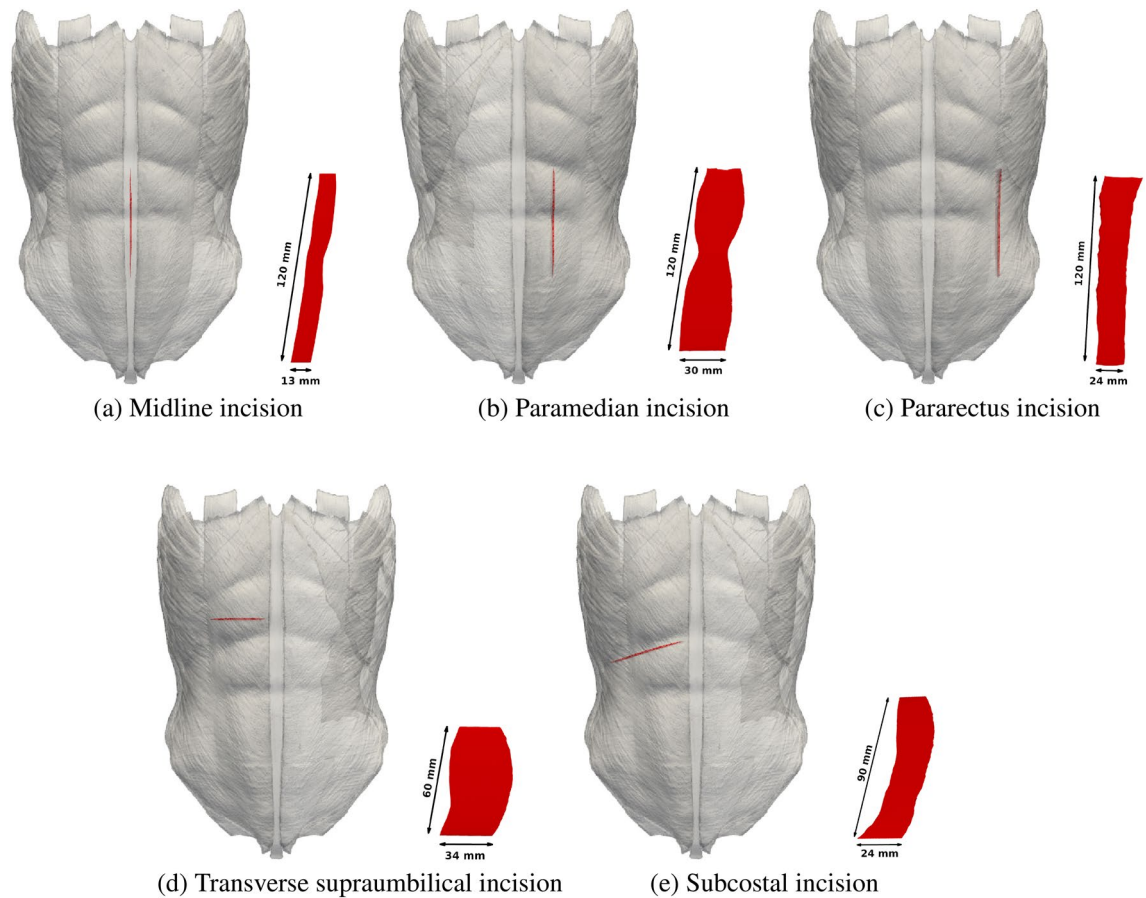 120 mm
13 mm
120 mm
30 mm
120 mm
24 mm
(a) Midline incision
(b) Paramedian incision
(c) Pararectus incision
60 mm
34 mm
90 mm
24 mm
(d) Transverse supraumbilical incision
(e) Subcostal incision